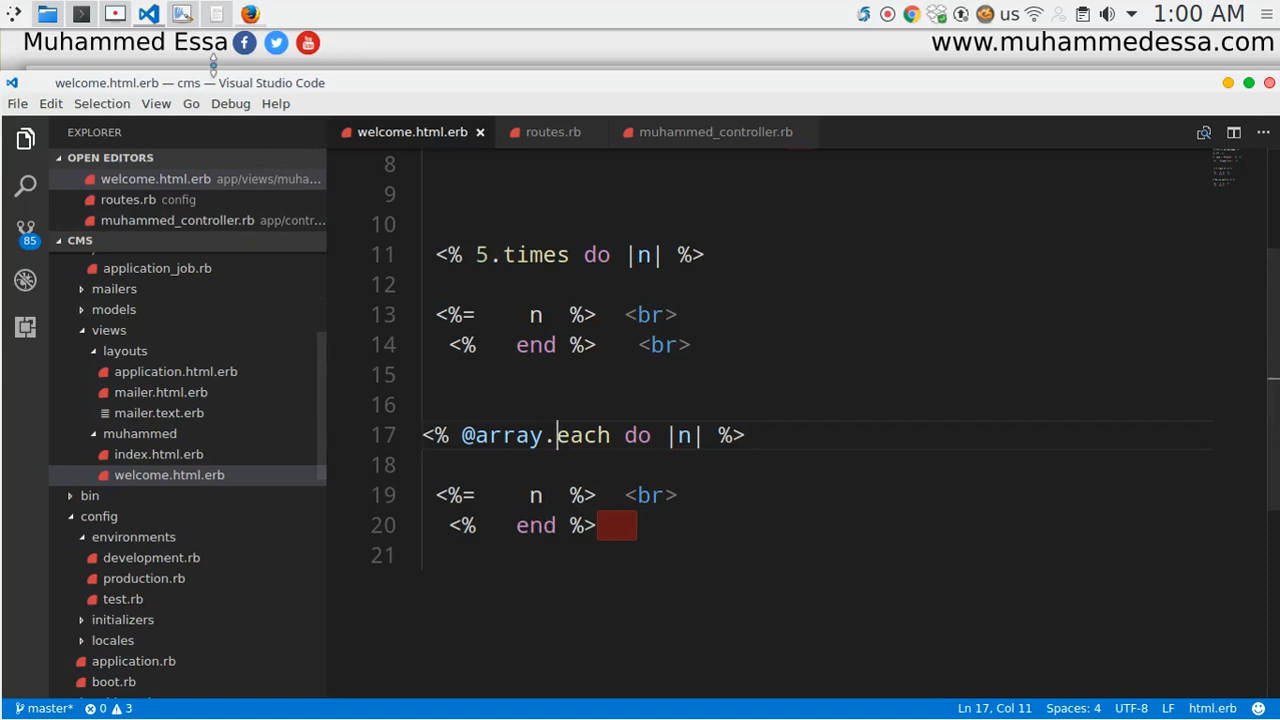 us 1:00 AM
Muhammed Essa www.muhammedessa.com
welcome.html.erb — cms — Visual Studio Code
File Edit Selection View Go Debug Help
EXPLORER welcome.html.erb routes.rb muhammed_controller.rb
OPEN EDITORS
welcome.html.erb app/views/muha...
routes.rb config
muhammed_controller.rb app/contr...
CMS
85
application_job.rb
mailers
models
views
layouts
application.html.erb
mailer.html.erb
mailer.text.erb
muhammed
index.html.erb
welcome.html.erb
bin
config
environments
development.rb
production.rb
test.rb
initializers
locales
application.rb
boot.rb
8
9
10
11 <% 5.times do |n| %>
12
13 <%= n %> <br>
14 <% end %> <br>
15
16
17 <% @array.each do |n| %>
18
19 <%= n %> <br>
20 <% end %>
21
master* 0 3 Ln 17, Col 11 Spaces: 4 UTF-8 LF html.erb